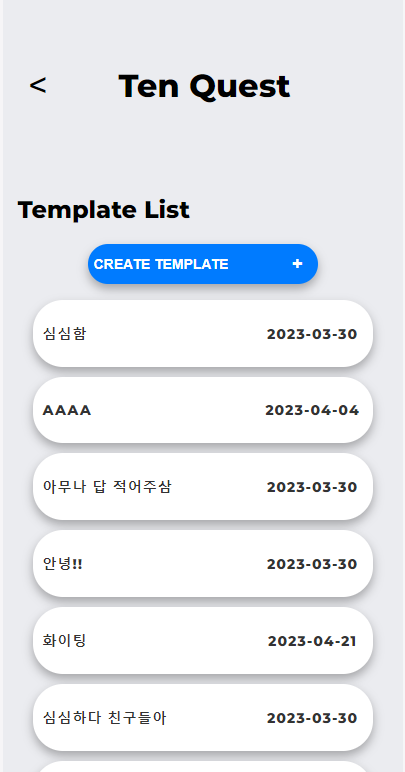 < Ten Quest
Template List
CREATE TEMPLATE +
심심함 2023-03-30
AAAA 2023-04-04
아무나 답 적어주삼 2023-03-30
안녕!! 2023-03-30
화이팅 2023-04-21
심심하다 친구들아 2023-03-30